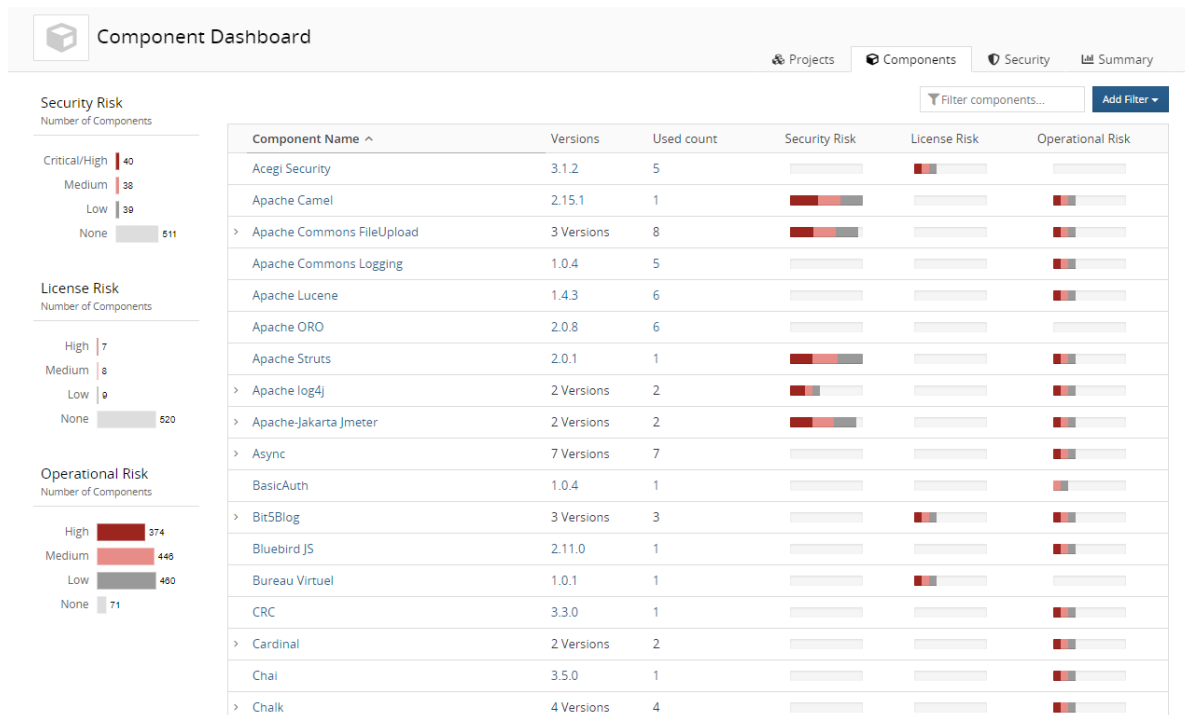 Component Dashboard
Projects Components Security Summary
Filter components... Add Filter
Security Risk
Number of Components
Critical/High 40
Medium 38
Low 39
None 511
License Risk
Number of Components
High 7
Medium 8
Low 9
None 520
Operational Risk
Number of Components
High 374
Medium 446
Low 460
None 71
Component Name Versions Used count Security Risk License Risk Operational Risk
Acegi Security 3.1.2 5
Apache Camel 2.15.1 1
Apache Commons FileUpload 3 Versions 8
Apache Commons Logging 1.0.4 5
Apache Lucene 1.4.3 6
Apache ORO 2.0.8 6
Apache Struts 2.0.1 1
Apache log4j 2 Versions 2
Apache-Jakarta Jmeter 2 Versions 2
Async 7 Versions 7
BasicAuth 1.0.4 1
Bit5Blog 3 Versions 3
Bluebird JS 2.11.0 1
Bureau Virtuel 1.0.1 1
CRC 3.3.0 1
Cardinal 2 Versions 2
Chai 3.5.0 1
Chalk 4 Versions 4